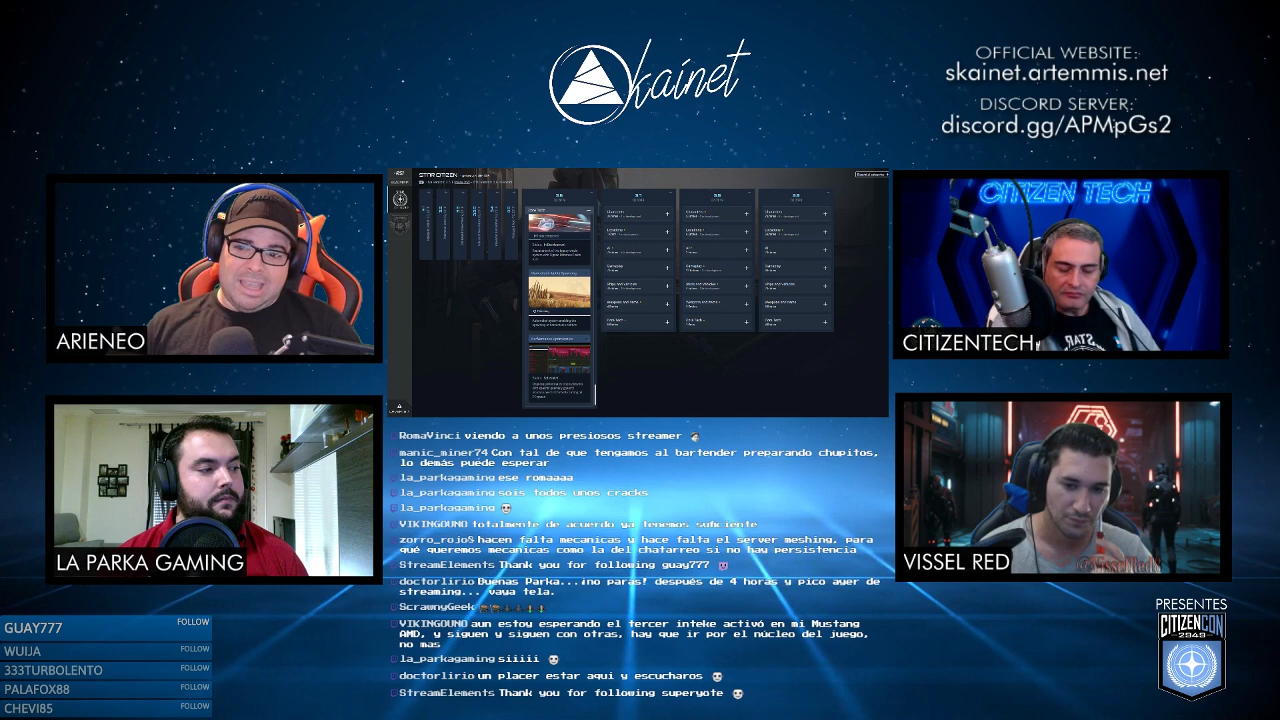 kainet
OFFICIAL WEBSITE:
skainet.artemmis.net
DISCORD SERVER:
discord.gg/APMpGs2
STAR CITIZEN
CITIZEN TECH
ARIENEO
CITIZENTECH
LA PARKA GAMING
VISSEL RED
RomaVinci viendo a unos presiosos streamer
manic_miner74 Con tal de que tengamos al bartender preparando chupitos,
lo demás puede esperar
la_parkagaming ese romaaaa
la_parkagaming sois todos unos cracks
la_parkagaming
VIKINGOUNO totalmente de acuerdo ya tenemos suficiente
zorro_rojo8 hacen falta mecanicas y hace falta el server meshing, para
qué queremos mecanicas como la del chatarreo si no hay persistencia
StreamElements Thank you for following guay777
doctorlirio Buenas Parka...¡no paras! después de 4 horas y pico ayer de
streaming... vaya tela.
ScrawnyGeek
VIKINGOUNO aun estoy esperando el tercer inteke activó en mi Mustang
AMD, y siguen y siguen con otras, hay que ir por el núcleo del juego,
no mas
la_parkagaming siiiii
doctorlirio un placer estar aqui y escucharos
StreamElements Thank you for following superyote
GUAY777 FOLLOW
WUIJA FOLLOW
333TURBOLENTO FOLLOW
PALAFOX88 FOLLOW
CHEVI85 FOLLOW
PRESENTES
CITIZENCON
2949